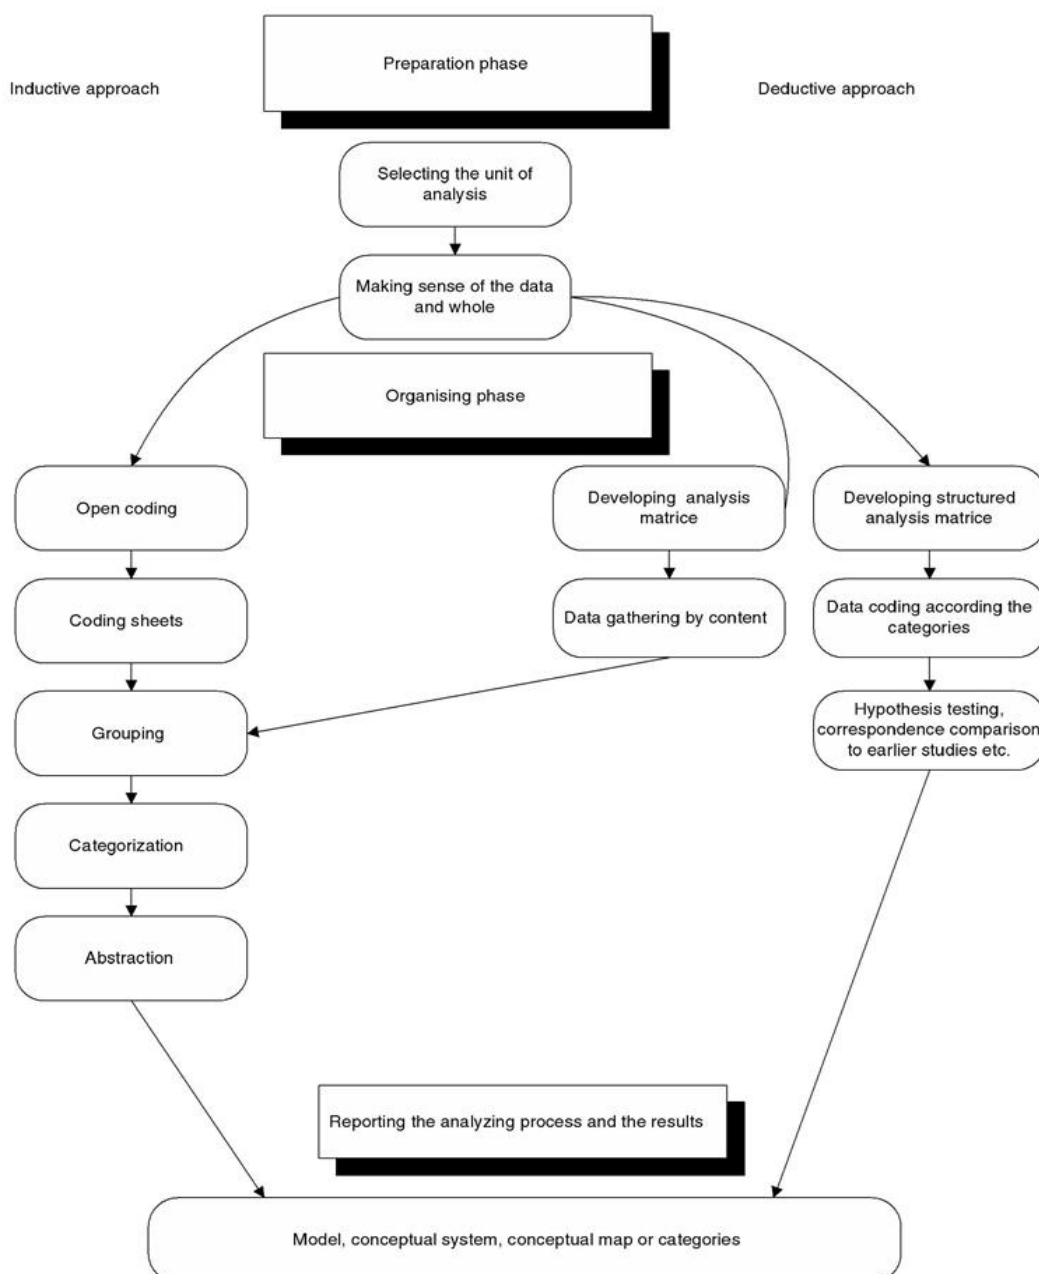 Preparation phase
Inductive approach
Deductive approach
Selecting the unit of
analysis
Making sense of the data
and whole
Organising phase
Open coding
Developing analysis
matrice
Developing structured
analysis matrice
Coding sheets
Data gathering by content
Data coding according the
categories
Grouping
Hypothesis testing,
correspondence comparison
to earlier studies etc.
Categorization
Abstraction
Reporting the analyzing process and the results
Model, conceptual system, conceptual map or categories